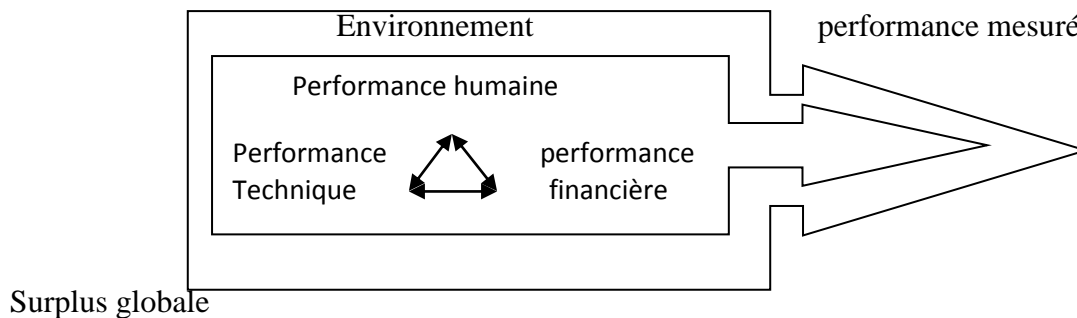 Environnement
performance mesuré
Performance humaine
Performance
Technique
performance
financière
Surplus globale